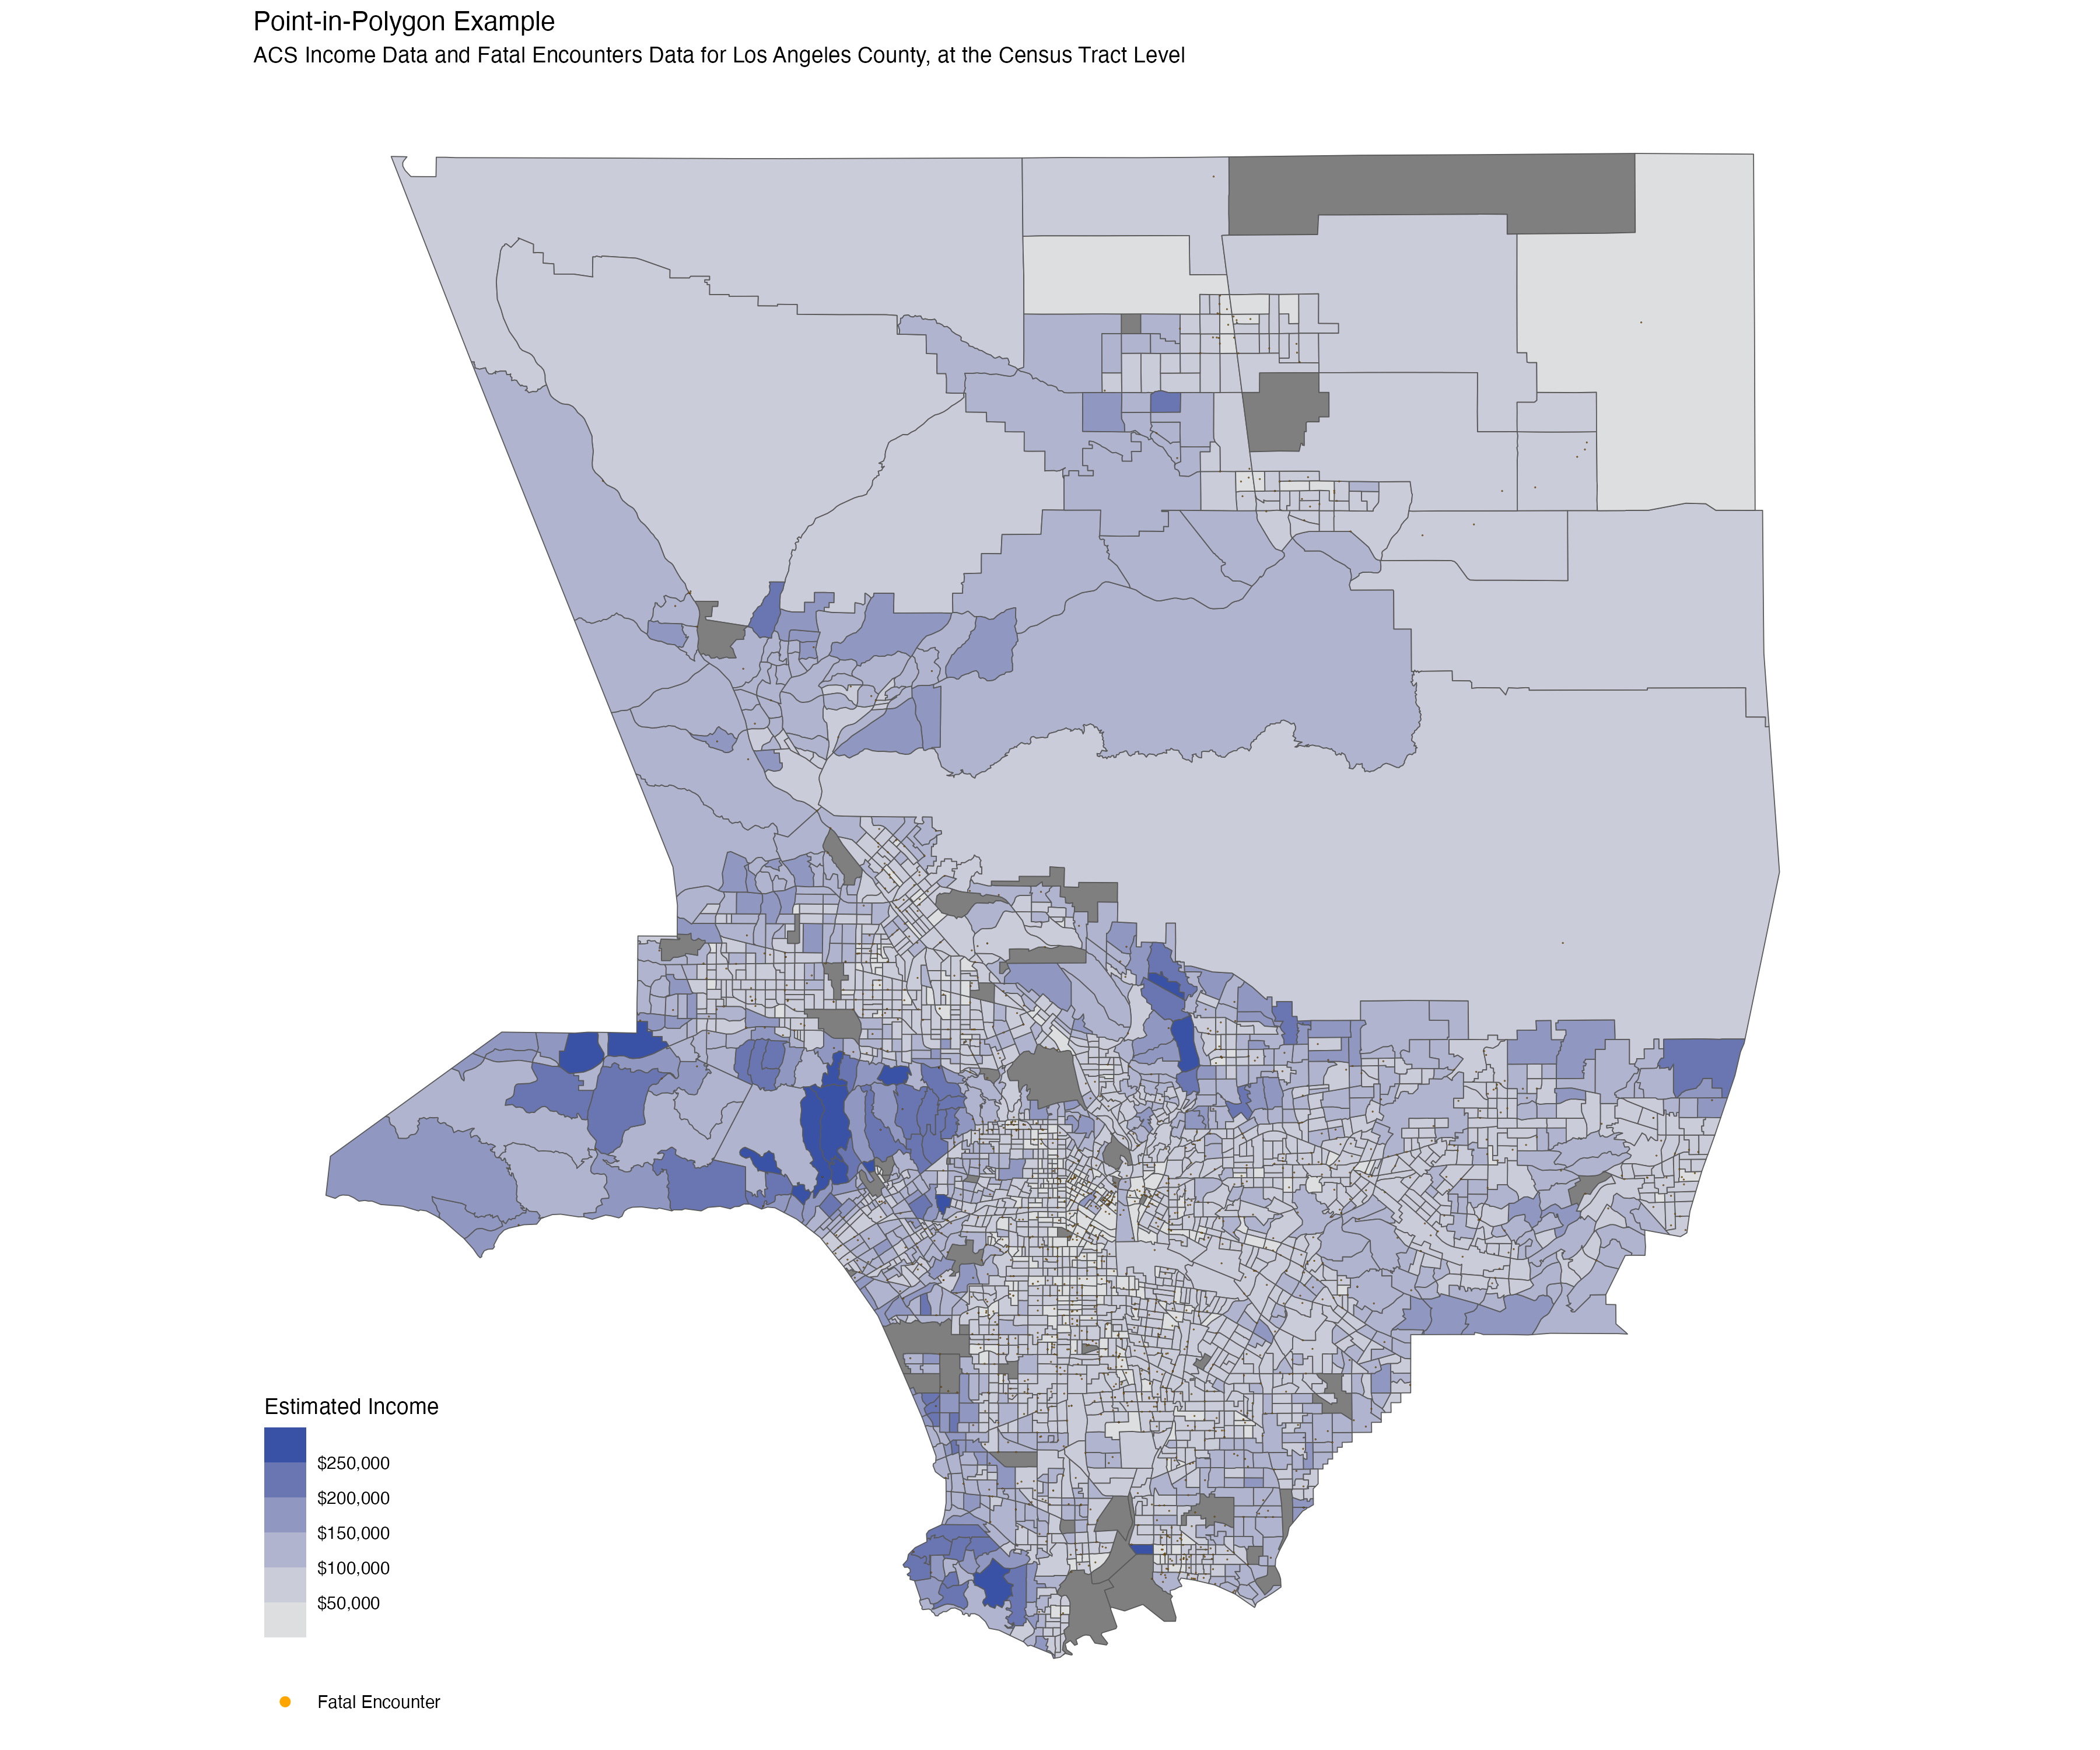 Point-in-Polygon Example
ACS Income Data and Fatal Encounters Data for Los Angeles County, at the Census Tract Level
Estimated Income
$250,000
$200,000
$150,000
$100,000
$50,000
Fatal Encounter